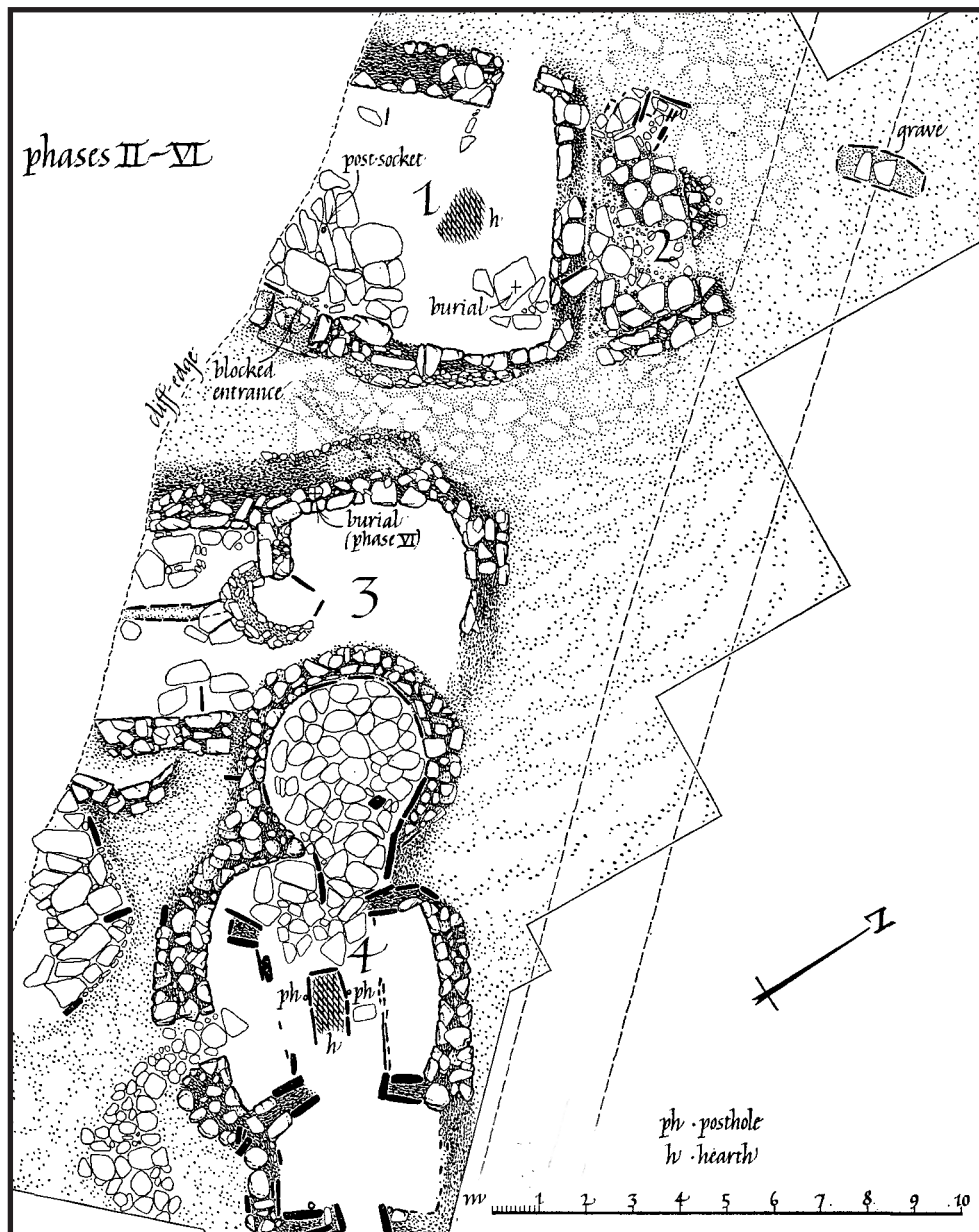 phases II-VI
grave
post-socket
1
h
2
burial
blocked
entrance
cliff-edge
burial
(phase VI)
3
4
ph
ph
h
N
ph · posthole
h · hearth
m 1 2 3 4 5 6 7 8 9 10